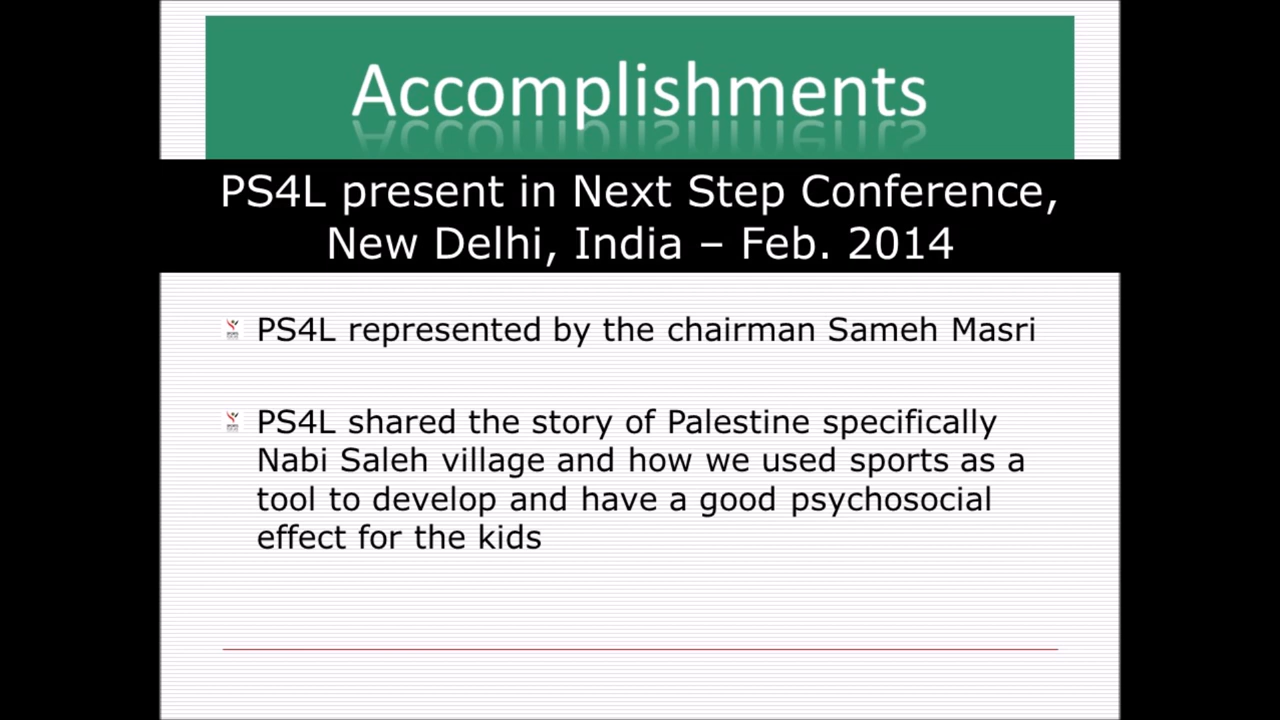 Accomplishments
PS4L present in Next Step Conference,
New Delhi, India – Feb. 2014
PS4L represented by the chairman Sameh Masri
PS4L shared the story of Palestine specifically
Nabi Saleh village and how we used sports as a
tool to develop and have a good psychosocial
effect for the kids